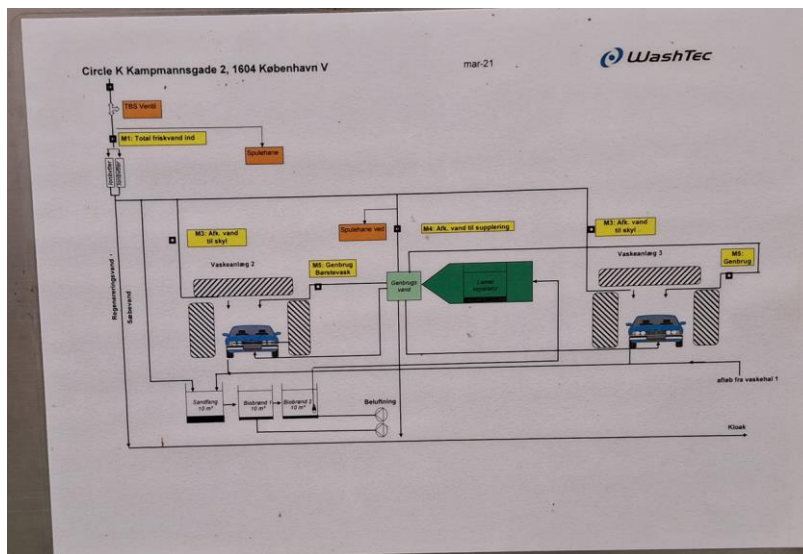 Circle K Kampmannsgade 2, 1604 København V
mar-21
WashTec
TBS Ventil
M1: Total friskvand ind
Spulehane
M3: Afk. vand
til skyl
Spulehane ved
M4: Afk. vand til supplering
M3: Afk. vand
til skyl
Vaskeanlæg 2
M5: Genbrug
Børstevask
Genbrugs
vand
Lamel
Vaskeanlæg 3
M6:
Genbrug
Regenereringsvand
Sæbevand
Sandfang
10 m³
Biobrønd 1
10 m³
Biobrønd 2
10 m³
Beluftning
afløb fra vaskehal 1
Kloak